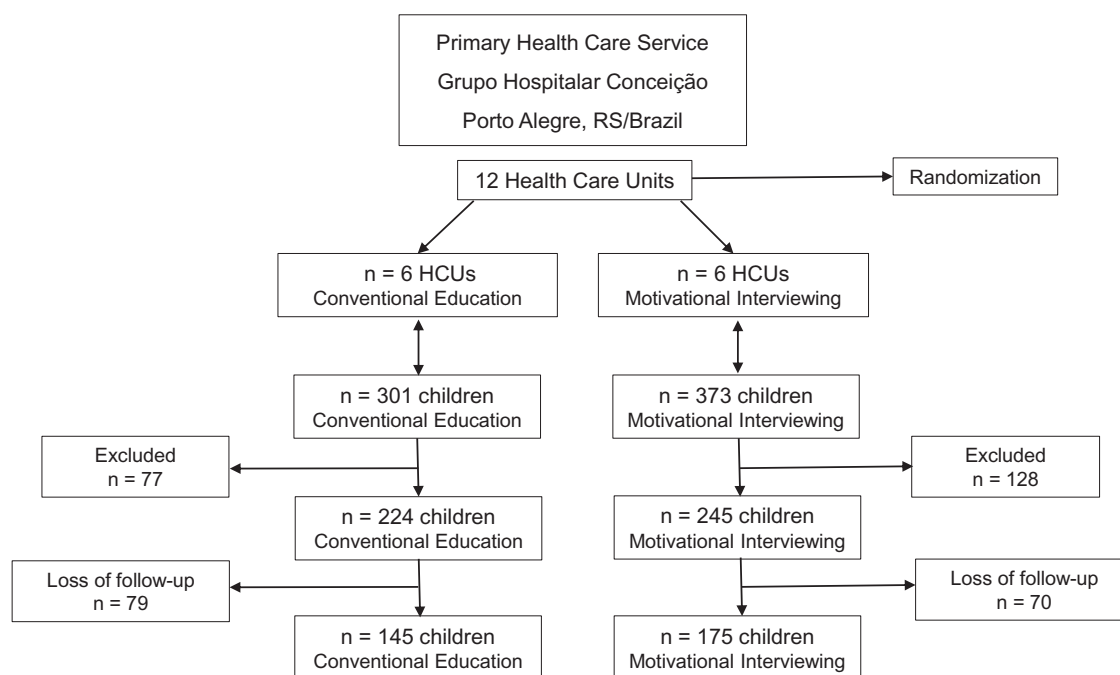 Primary Health Care Service
Grupo Hospitalar Conceição
Porto Alegre, RS/Brazil
12 Health Care Units
Randomization
n = 6 HCUs
Conventional Education
n = 6 HCUs
Motivational Interviewing
n = 301 children
Conventional Education
n = 373 children
Motivational Interviewing
Excluded
n = 77
Excluded
n = 128
n = 224 children
Conventional Education
n = 245 children
Motivational Interviewing
Loss of follow-up
n = 79
Loss of follow-up
n = 70
n = 145 children
Conventional Education
n = 175 children
Motivational Interviewing